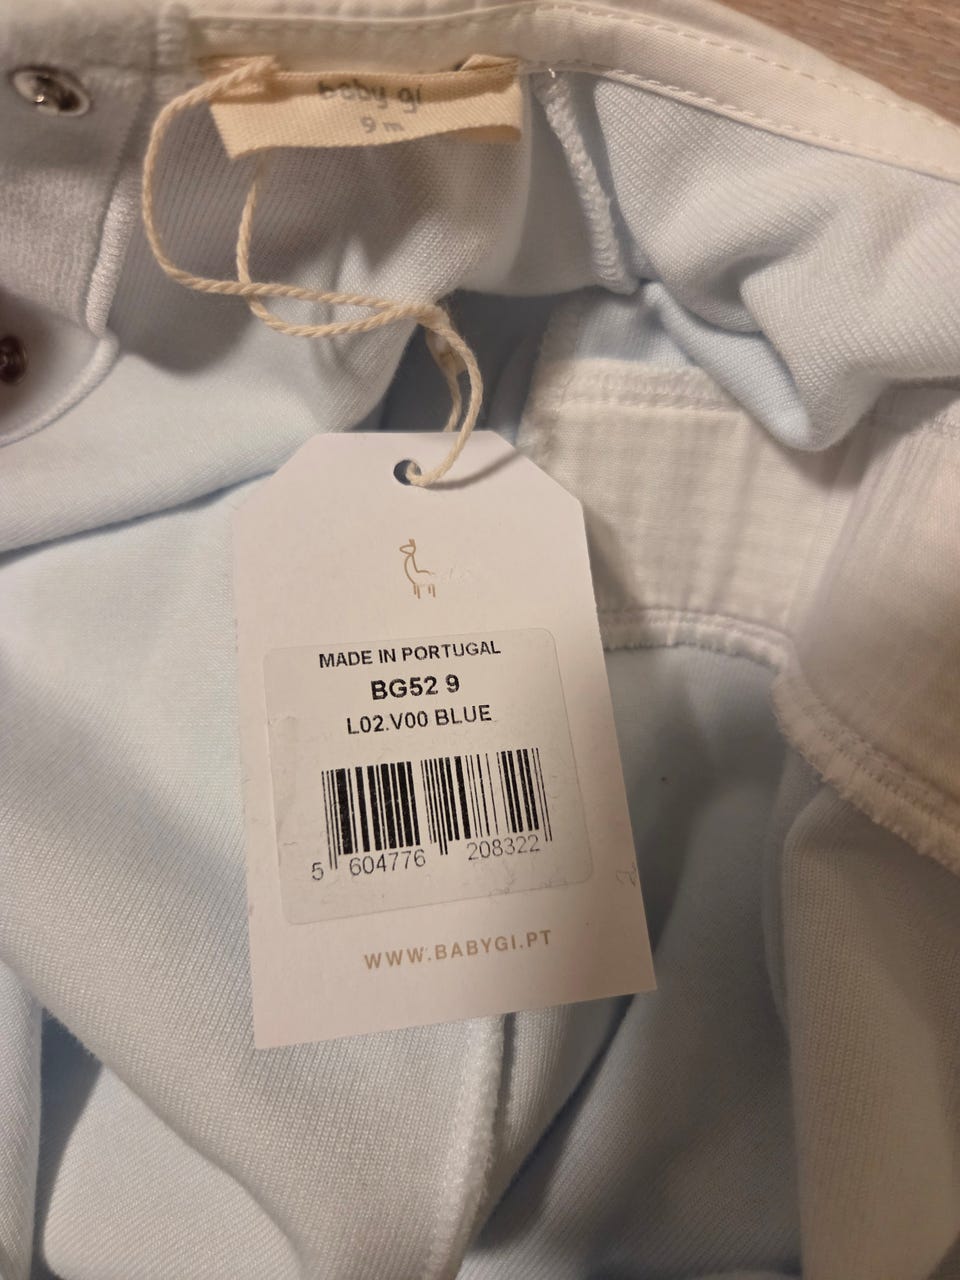 baby gi
9 m
MADE IN PORTUGAL
BG52 9
L02.V00 BLUE
5 604776 208322
WWW.BABYGI.PT